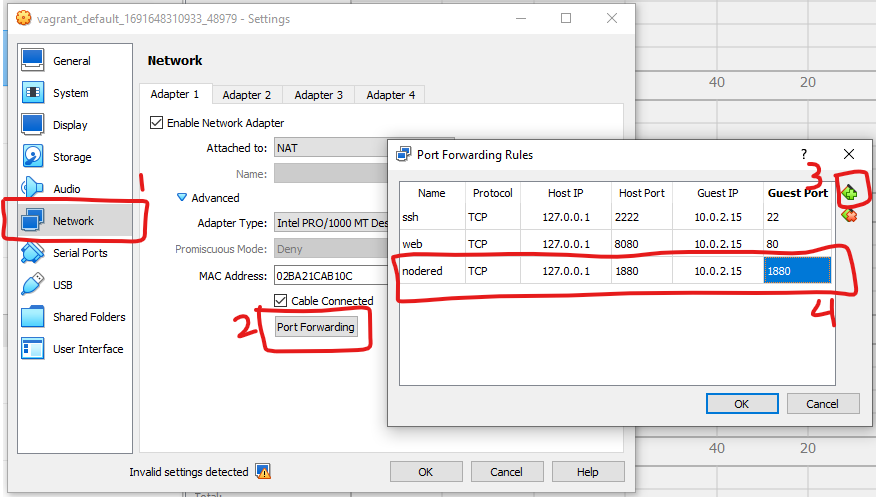 vagrant_default_1691648310933_48979 - Settings
General
System
Display
Storage
Audio
Network
Serial Ports
USB
Shared Folders
User Interface
1
Network
Adapter 1 Adapter 2 Adapter 3 Adapter 4
Enable Network Adapter
Attached to: NAT
Name:
Advanced
Adapter Type: Intel PRO/1000 MT Des
Promiscuous Mode: Deny
MAC Address: 02BA21CAB10C
Cable Connected
2 Port Forwarding
Invalid settings detected OK Cancel Help
Port Forwarding Rules ?
3
Name Protocol Host IP Host Port Guest IP Guest Port
ssh TCP 127.0.0.1 2222 10.0.2.15 22
web TCP 127.0.0.1 8080 10.0.2.15 80
nodered TCP 127.0.0.1 1880 10.0.2.15 1880
4
OK Cancel
40 20
40 20